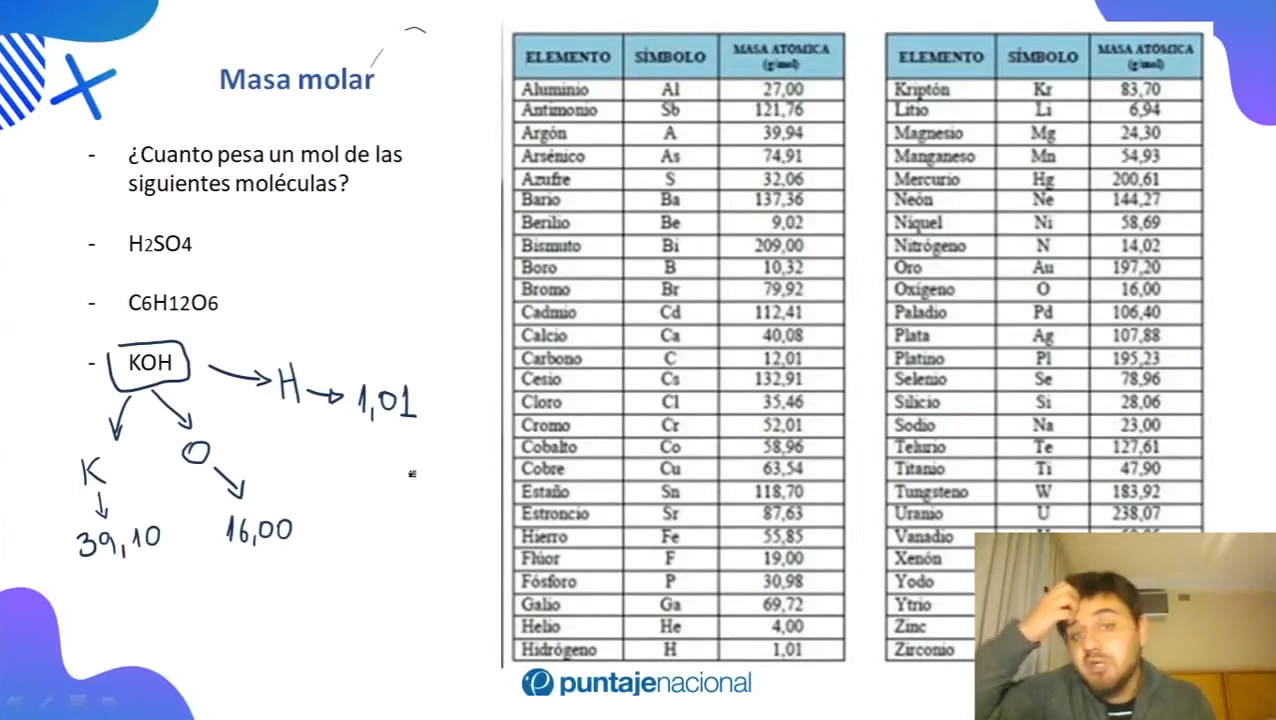 Masa molar
- ¿Cuanto pesa un mol de las
siguientes moléculas?
- H2SO4
- C6H12O6
- KOH
H → 1,01
K
O
39,10
16,00
ELEMENTO SÍMBOLO MASA ATOMICA (g/mol)
Aluminio Al 27,00
Antimonio Sb 121,76
Argón A 39,94
Arsénico As 74,91
Azufre S 32,06
Bario Ba 137,36
Berilio Be 9,02
Bismuto Bi 209,00
Boro B 10,32
Bromo Br 79,92
Cadmio Cd 112,41
Calcio Ca 40,08
Carbono C 12,01
Cesio Cs 132,91
Cloro Cl 35,46
Cromo Cr 52,01
Cobalto Co 58,96
Cobre Cu 63,54
Estaño Sn 118,70
Estroncio Sr 87,63
Hierro Fe 55,85
Flúor F 19,00
Fósforo P 30,98
Galio Ga 69,72
Helio He 4,00
Hidrógeno H 1,01
ELEMENTO SÍMBOLO MASA ATOMICA (g/mol)
Kriptón Kr 83,70
Litio Li 6,94
Magnesio Mg 24,30
Manganeso Mn 54,93
Mercurio Hg 200,61
Neón Ne 144,27
Níquel Ni 58,69
Nitrógeno N 14,02
Oro Au 197,20
Oxígeno O 16,00
Paladio Pd 106,40
Plata Ag 107,88
Platino Pl 195,23
Selenio Se 78,96
Silicio Si 28,06
Sodio Na 23,00
Telurio Te 127,61
Titanio Ti 47,90
Tungsteno W 183,92
Uranio U 238,07
Vanadio
Xenón
Yodo
Ytrio
Zinc
Zirconio
puntajenacional